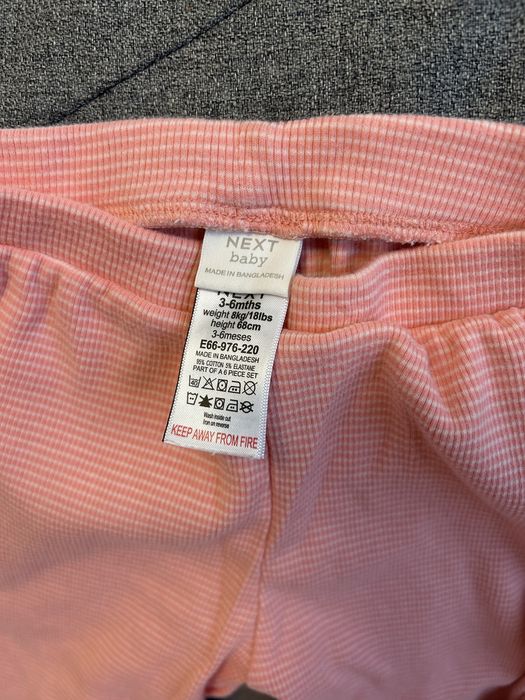 NEXT
baby
MADE IN BANGLADESH
NEXT
3-6mths
weight 8kg/18lbs
height 68cm
3-6meses
E66-976-220
MADE IN BANGLADESH
95% COTTON 5% ELASTANE
PART OF A 6 PIECE SET
40
Wash inside out
Iron on reverse
KEEP AWAY FROM FIRE